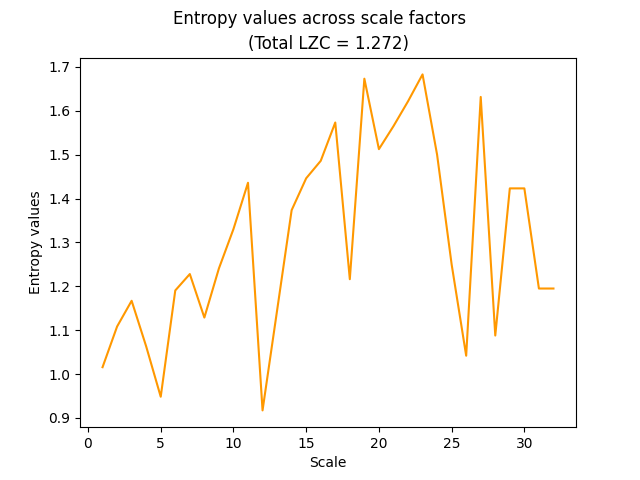 Entropy values across scale factors
(Total LZC = 1.272)
1.7
1.6
1.5
1.4
1.3
1.2
1.1
1.0
0.9
Entropy values
0 5 10 15 20 25 30
Scale